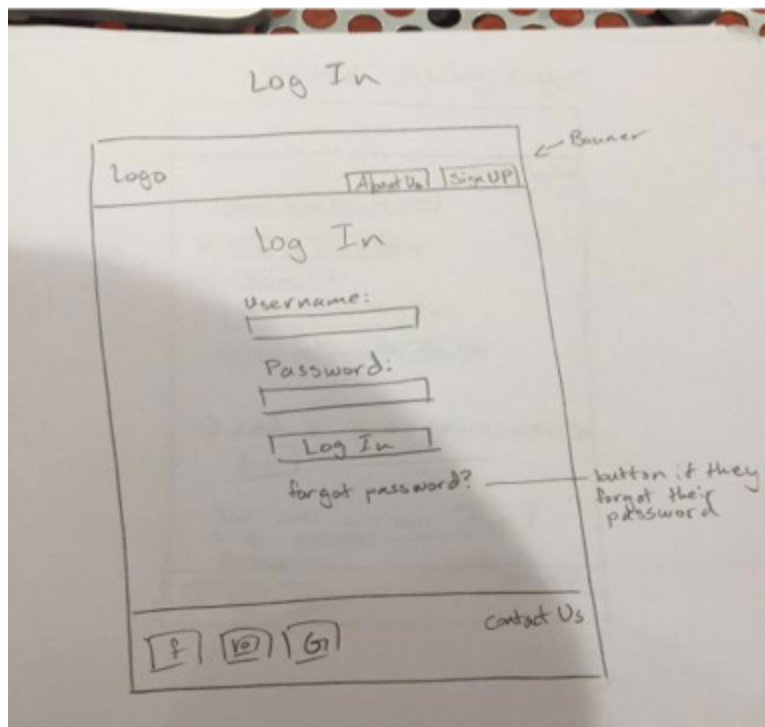 Log In
Banner
Logo
About Us
Sign UP
Log In
Username:
Password:
Log In
forgot password?
button if they
forgot their
password
f
G
Contact Us